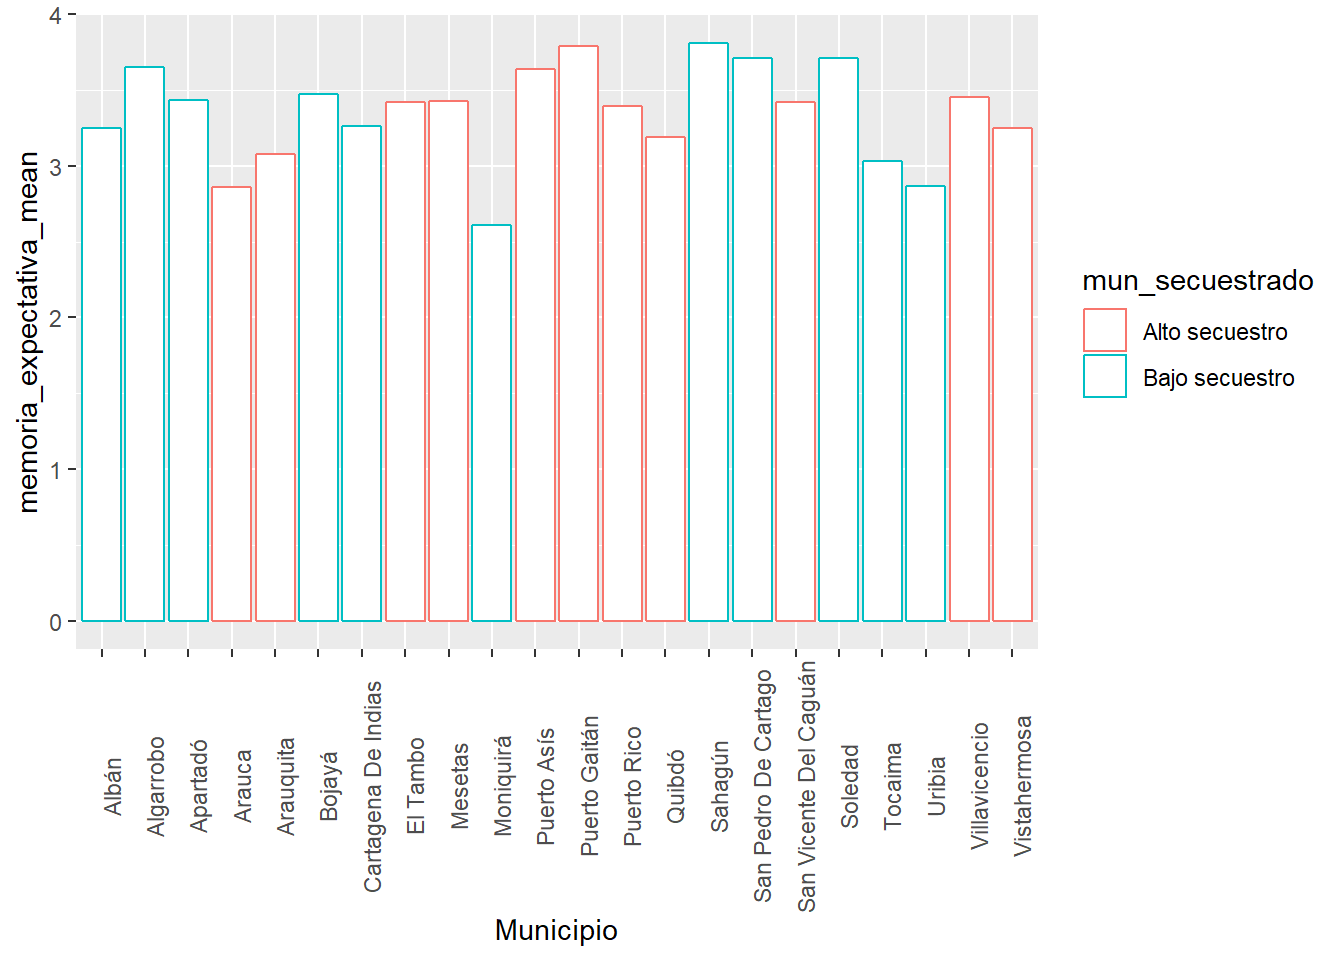 memoria_expectativa_mean
4
3
2
1
0
Albán
Algarrobo
Apartadó
Arauca
Arauquita
Bojayá
Cartagena De Indias
El Tambo
Mesetas
Moniquirá
Puerto Asís
Puerto Gaitán
Puerto Rico
Quibdó
Sahagún
San Pedro De Cartago
San Vicente Del Caguán
Soledad
Tocaima
Uribia
Villavicencio
Vistahermosa
Municipio
mun_secuestrado
Alto secuestro
Bajo secuestro